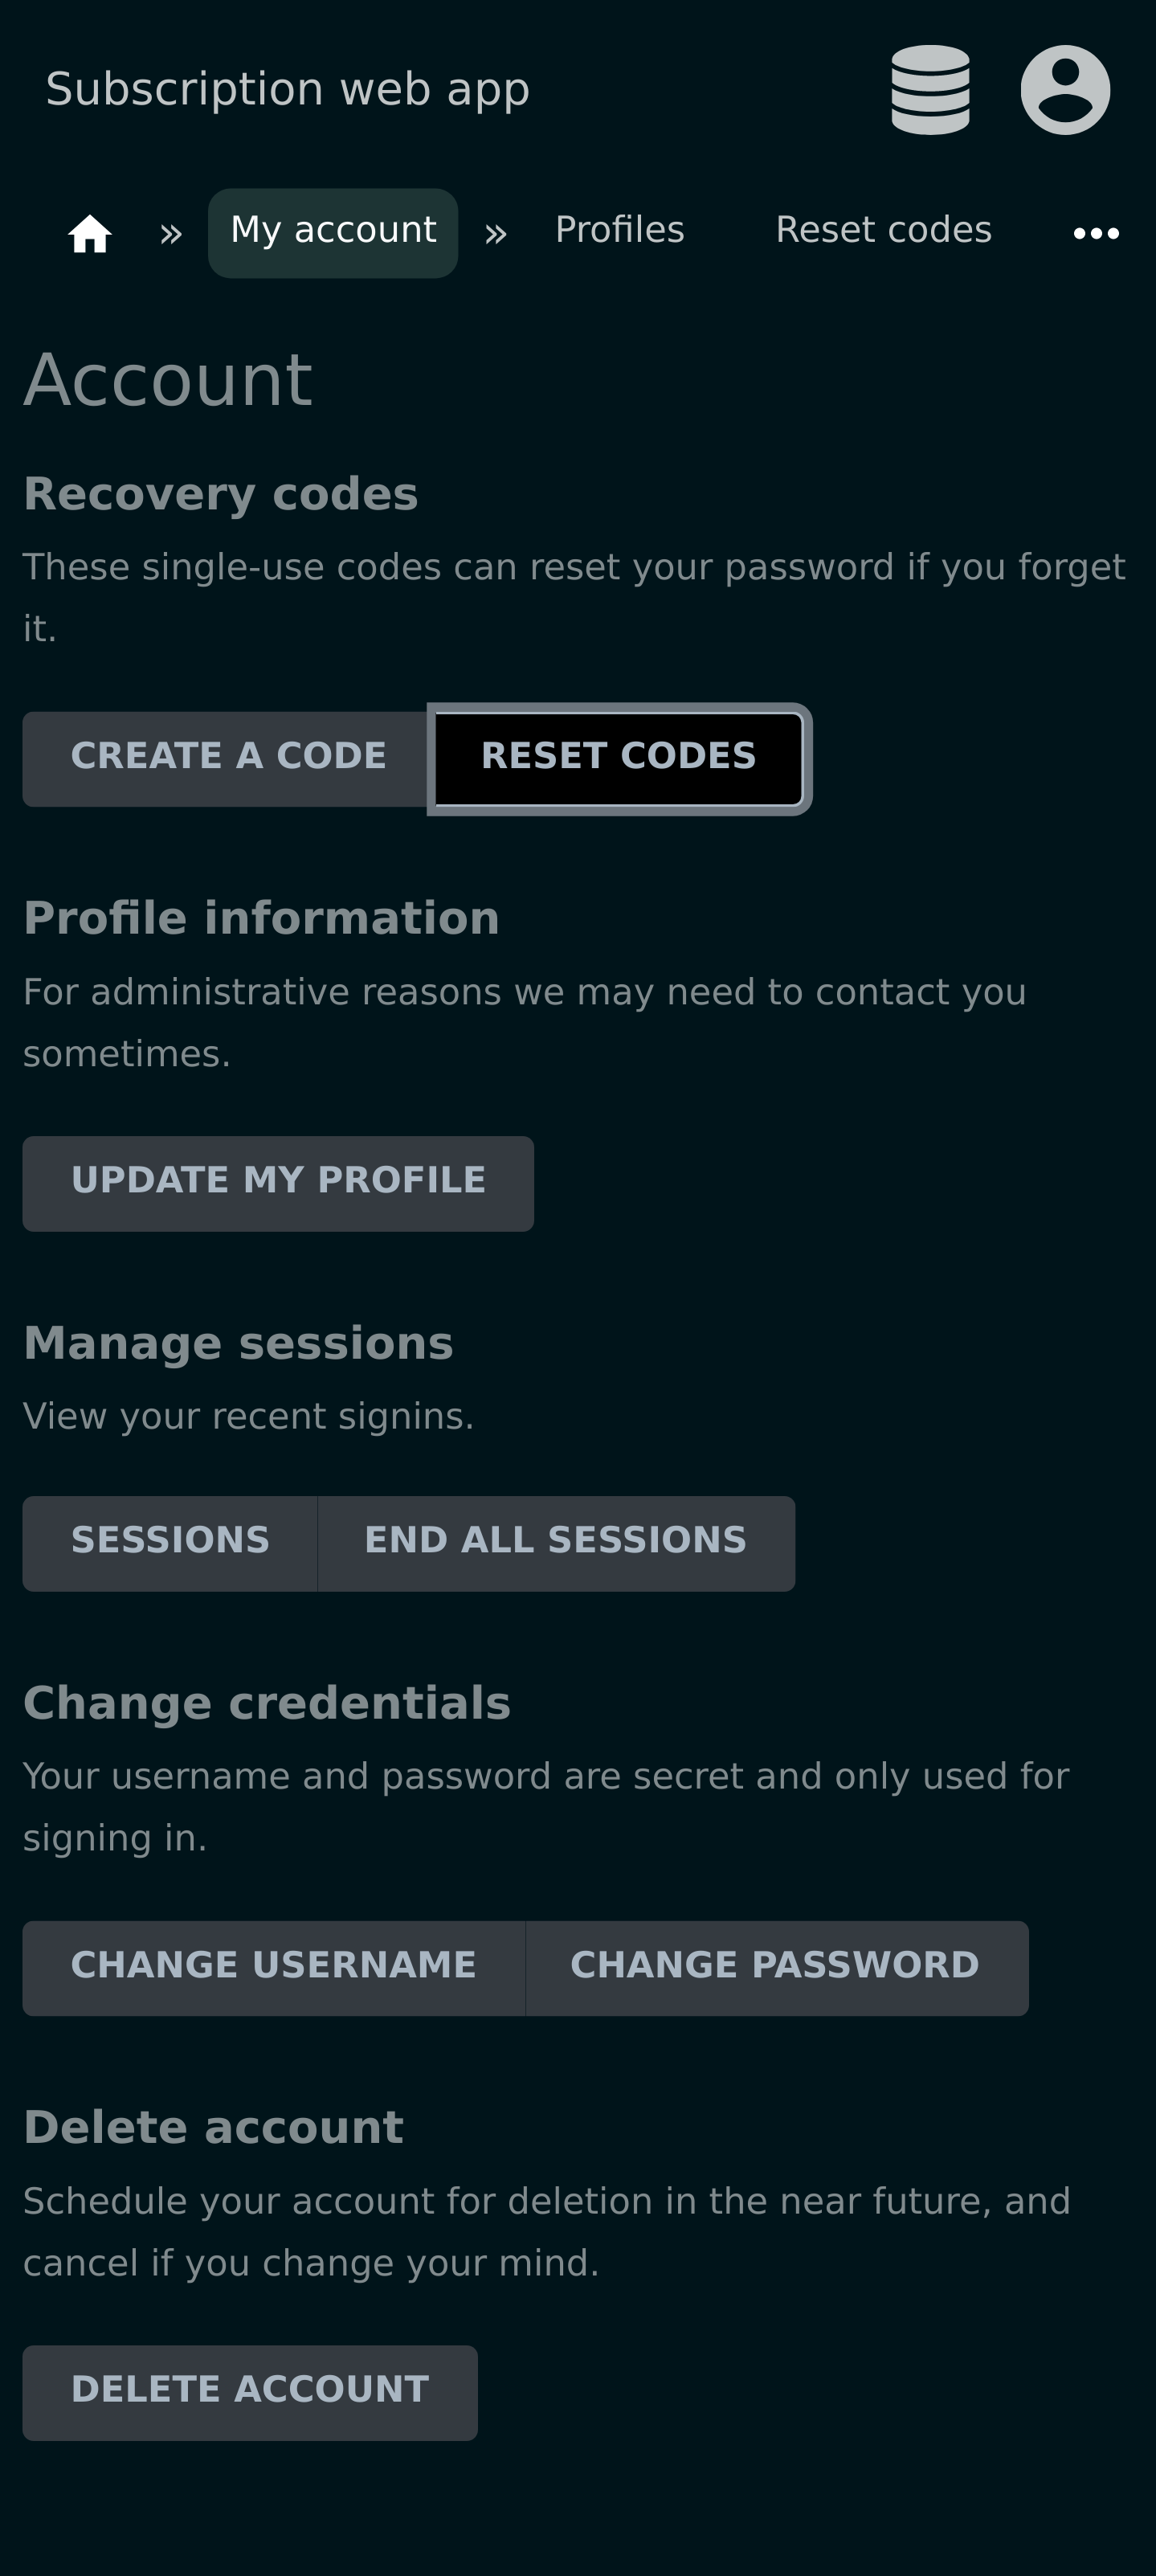 Subscription web app
» My account » Profiles Reset codes •••
Account
Recovery codes
These single-use codes can reset your password if you forget
it.
CREATE A CODE RESET CODES
Profile information
For administrative reasons we may need to contact you
sometimes.
UPDATE MY PROFILE
Manage sessions
View your recent signins.
SESSIONS END ALL SESSIONS
Change credentials
Your username and password are secret and only used for
signing in.
CHANGE USERNAME CHANGE PASSWORD
Delete account
Schedule your account for deletion in the near future, and
cancel if you change your mind.
DELETE ACCOUNT